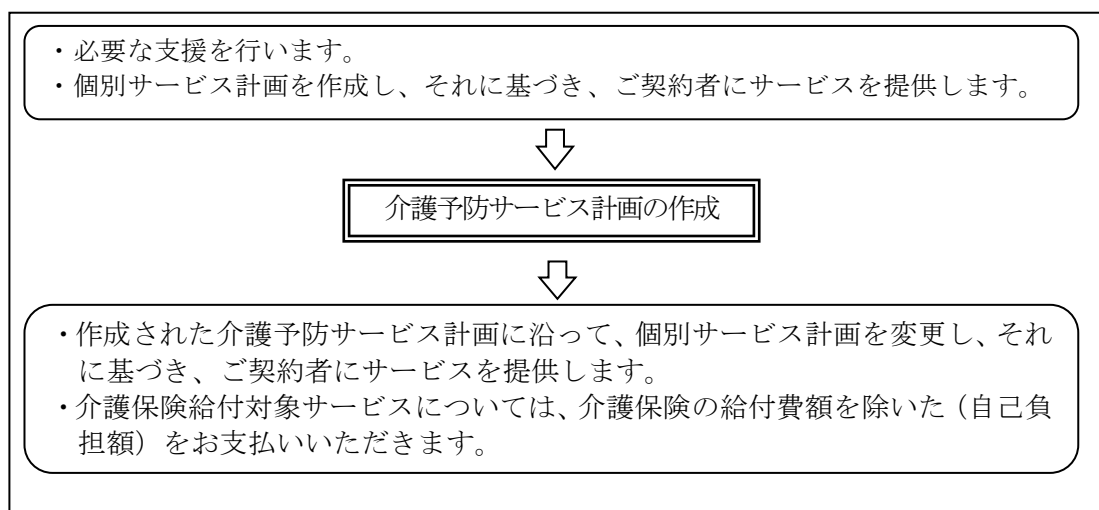 ・必要な支援を行います。
・個別サービス計画を作成し、それに基づき、ご契約者にサービスを提供します。
介護予防サービス計画の作成
・作成された介護予防サービス計画に沿って、個別サービス計画を変更し、それ
に基づき、ご契約者にサービスを提供します。
・介護保険給付対象サービスについては、介護保険の給付費額を除いた（自己負
担額）をお支払いいただきます。